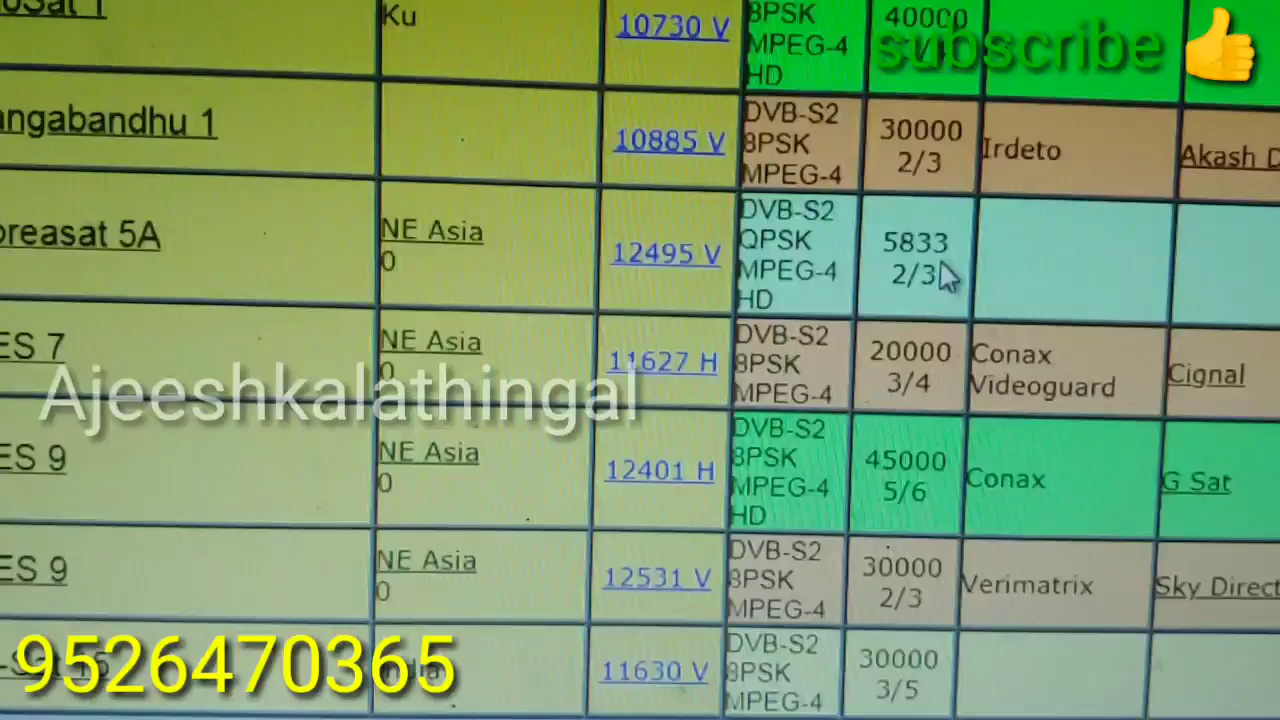 Ku
10730 V
8PSK
MPEG-4
HD
40000
subscribe
ngabandhu 1
10885 V
DVB-S2
8PSK
MPEG-4
30000
2/3
Irdeto
Akash D
reasat 5A
NE Asia
0
12495 V
DVB-S2
QPSK
MPEG-4
HD
5833
2/3
ES 7
NE Asia
0
11627 H
DVB-S2
8PSK
MPEG-4
20000
3/4
Conax
Videoguard
Cignal
Ajeeshkalathingal
ES 9
NE Asia
0
12401 H
DVB-S2
8PSK
MPEG-4
HD
45000
5/6
Conax
G Sat
ES 9
NE Asia
0
12531 V
DVB-S2
8PSK
MPEG-4
30000
2/3
Verimatrix
Sky Direct
9526470365
11630 V
DVB-S2
8PSK
MPEG-4
30000
3/5